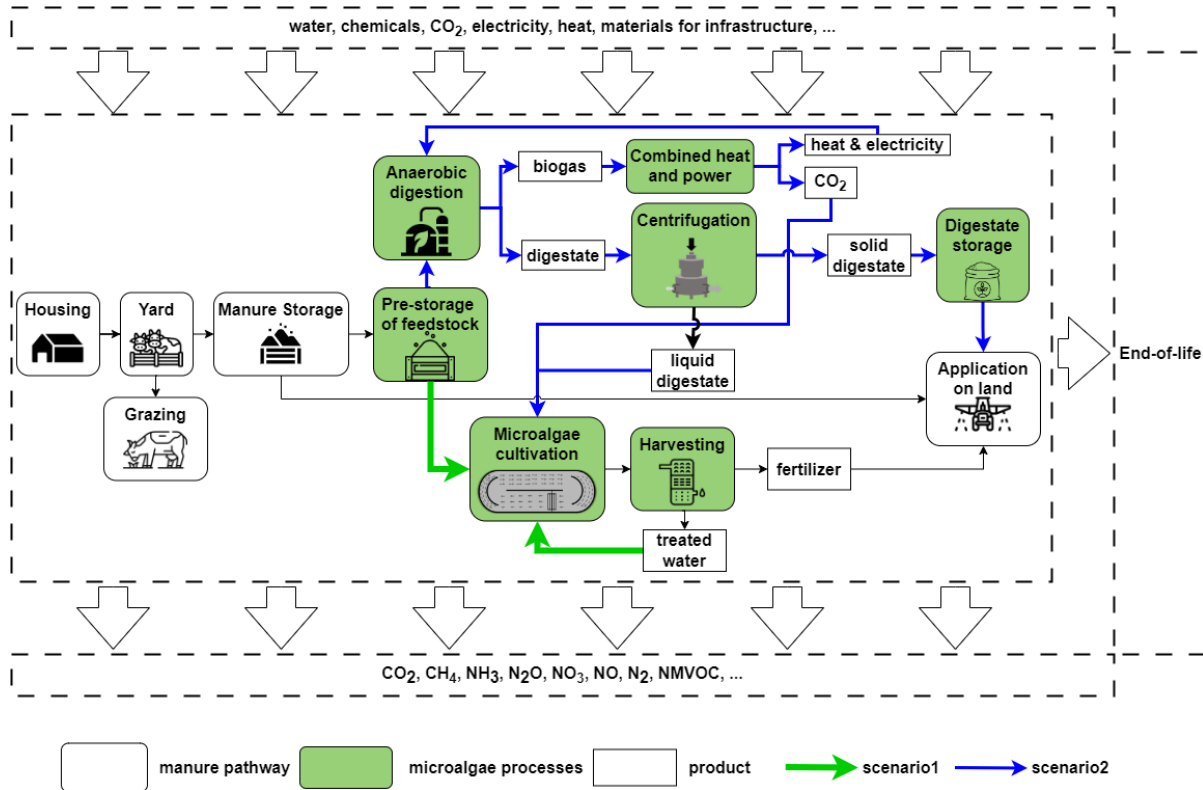 water, chemicals, CO₂, electricity, heat, materials for infrastructure, ...
heat & electricity
Anaerobic
digestion
biogas
Combined heat
and power
CO₂
Centrifugation
digestate
solid
digestate
Digestate
storage
Housing
Yard
Manure Storage
Pre-storage
of feedstock
liquid
digestate
Application
on land
End-of-life
Grazing
Microalgae
cultivation
Harvesting
fertilizer
treated
water
CO₂, CH₄, NH₃, N₂O, NO₃, NO, N₂, NMVOC, ...
manure pathway
microalgae processes
product
scenario1
scenario2